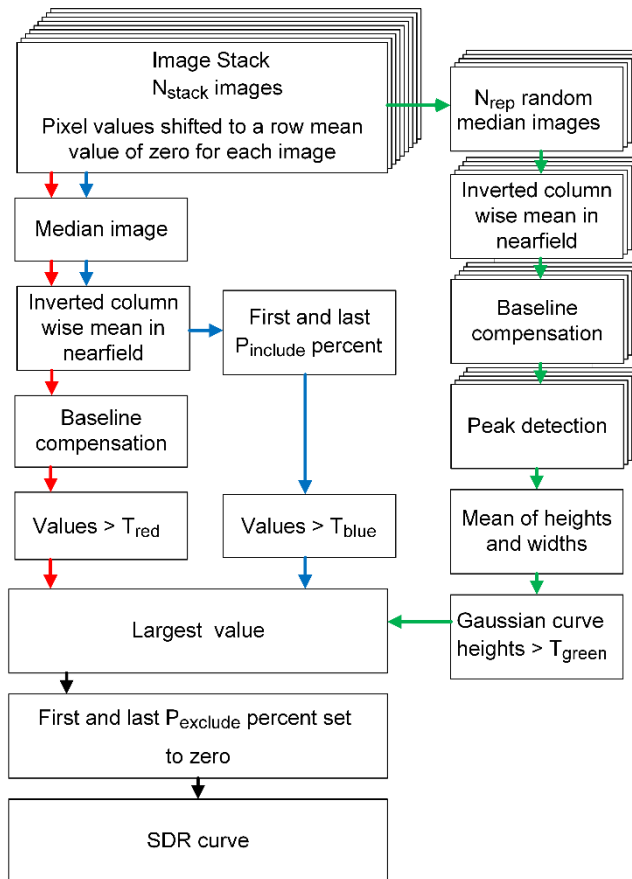 Image Stack
Nstack images
Pixel values shifted to a row mean
value of zero for each image
Nrep random
median images
Median image
Inverted column
wise mean in
nearfield
Inverted column
wise mean in
nearfield
First and last
Pinclude percent
Baseline
compensation
Baseline
compensation
Peak detection
Values > Tred
Values > Tblue
Mean of heights
and widths
Largest value
Gaussian curve
heights > Tgreen
First and last Pexclude percent set
to zero
SDR curve